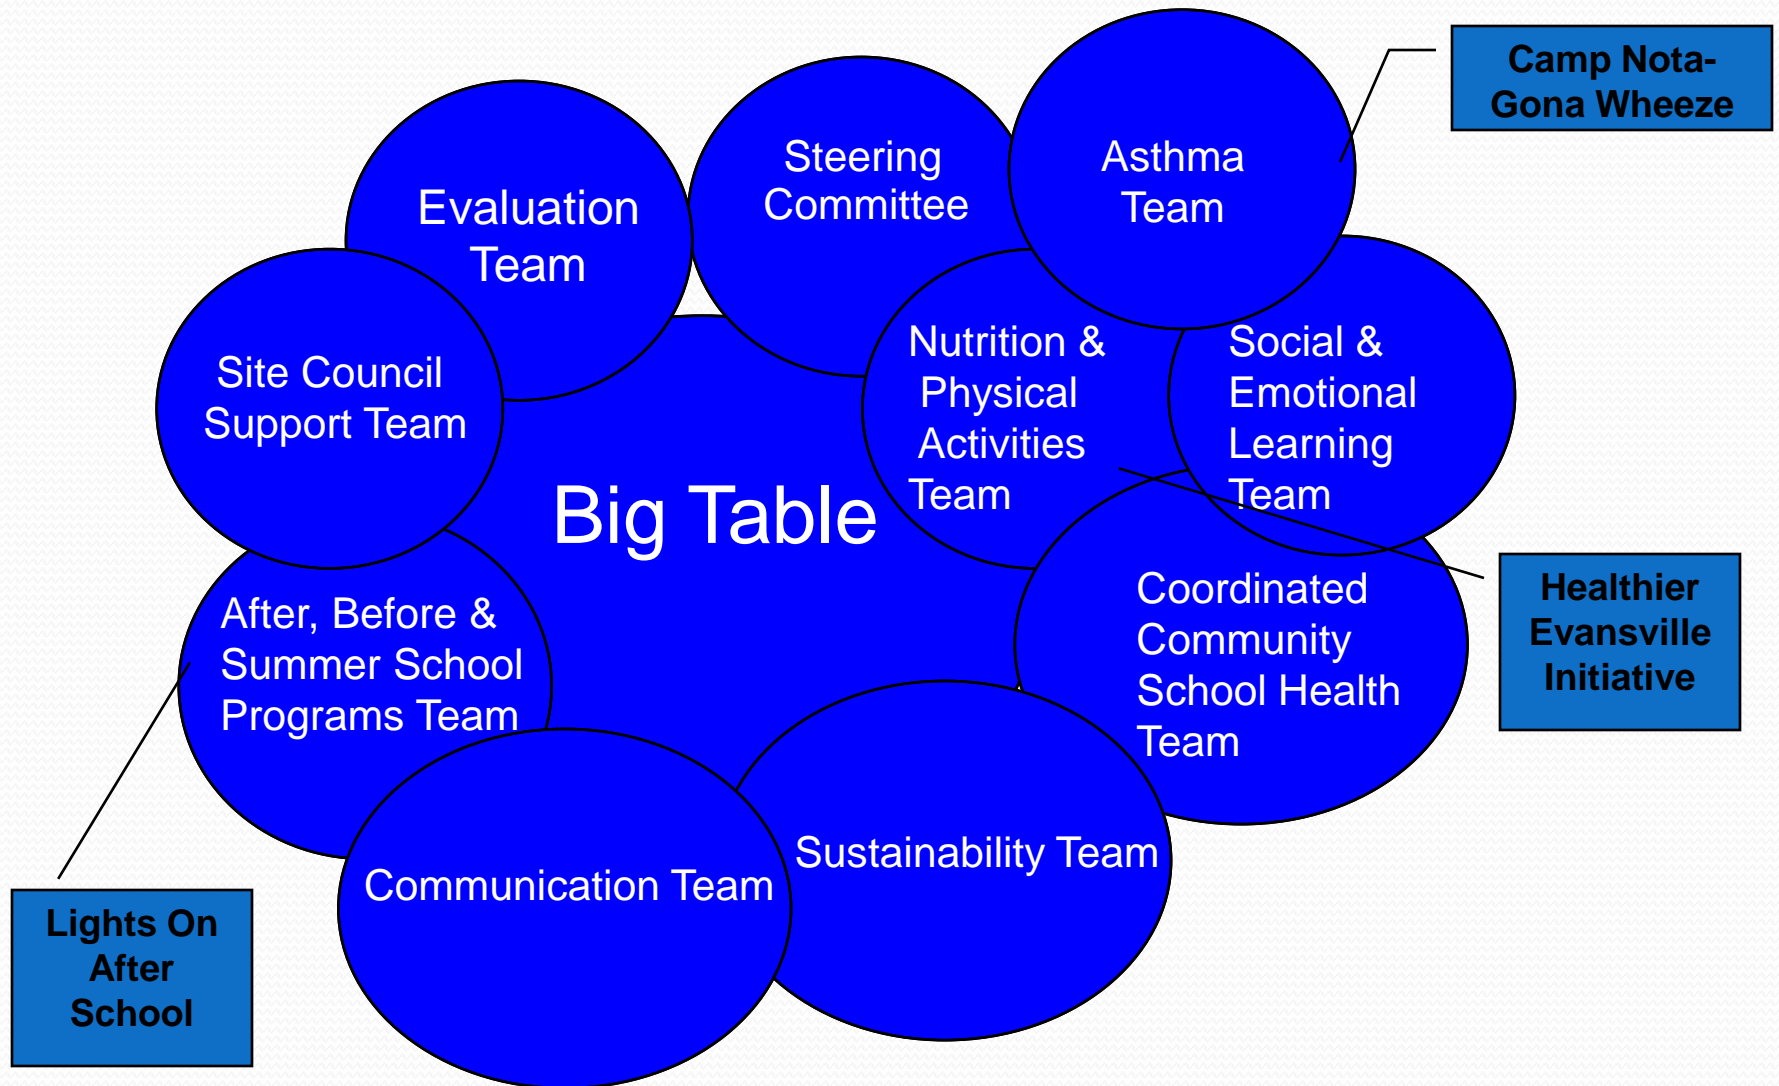 Camp Nota-
Gona Wheeze
Steering
Committee
Asthma
Team
Evaluation
Team
Site Council
Support Team
Nutrition &
Physical
Activities
Team
Social &
Emotional
Learning
Team
Big Table
After, Before &
Summer School
Programs Team
Coordinated
Community
School Health
Team
Healthier
Evansville
Initiative
Sustainability Team
Communication Team
Lights On
After
School